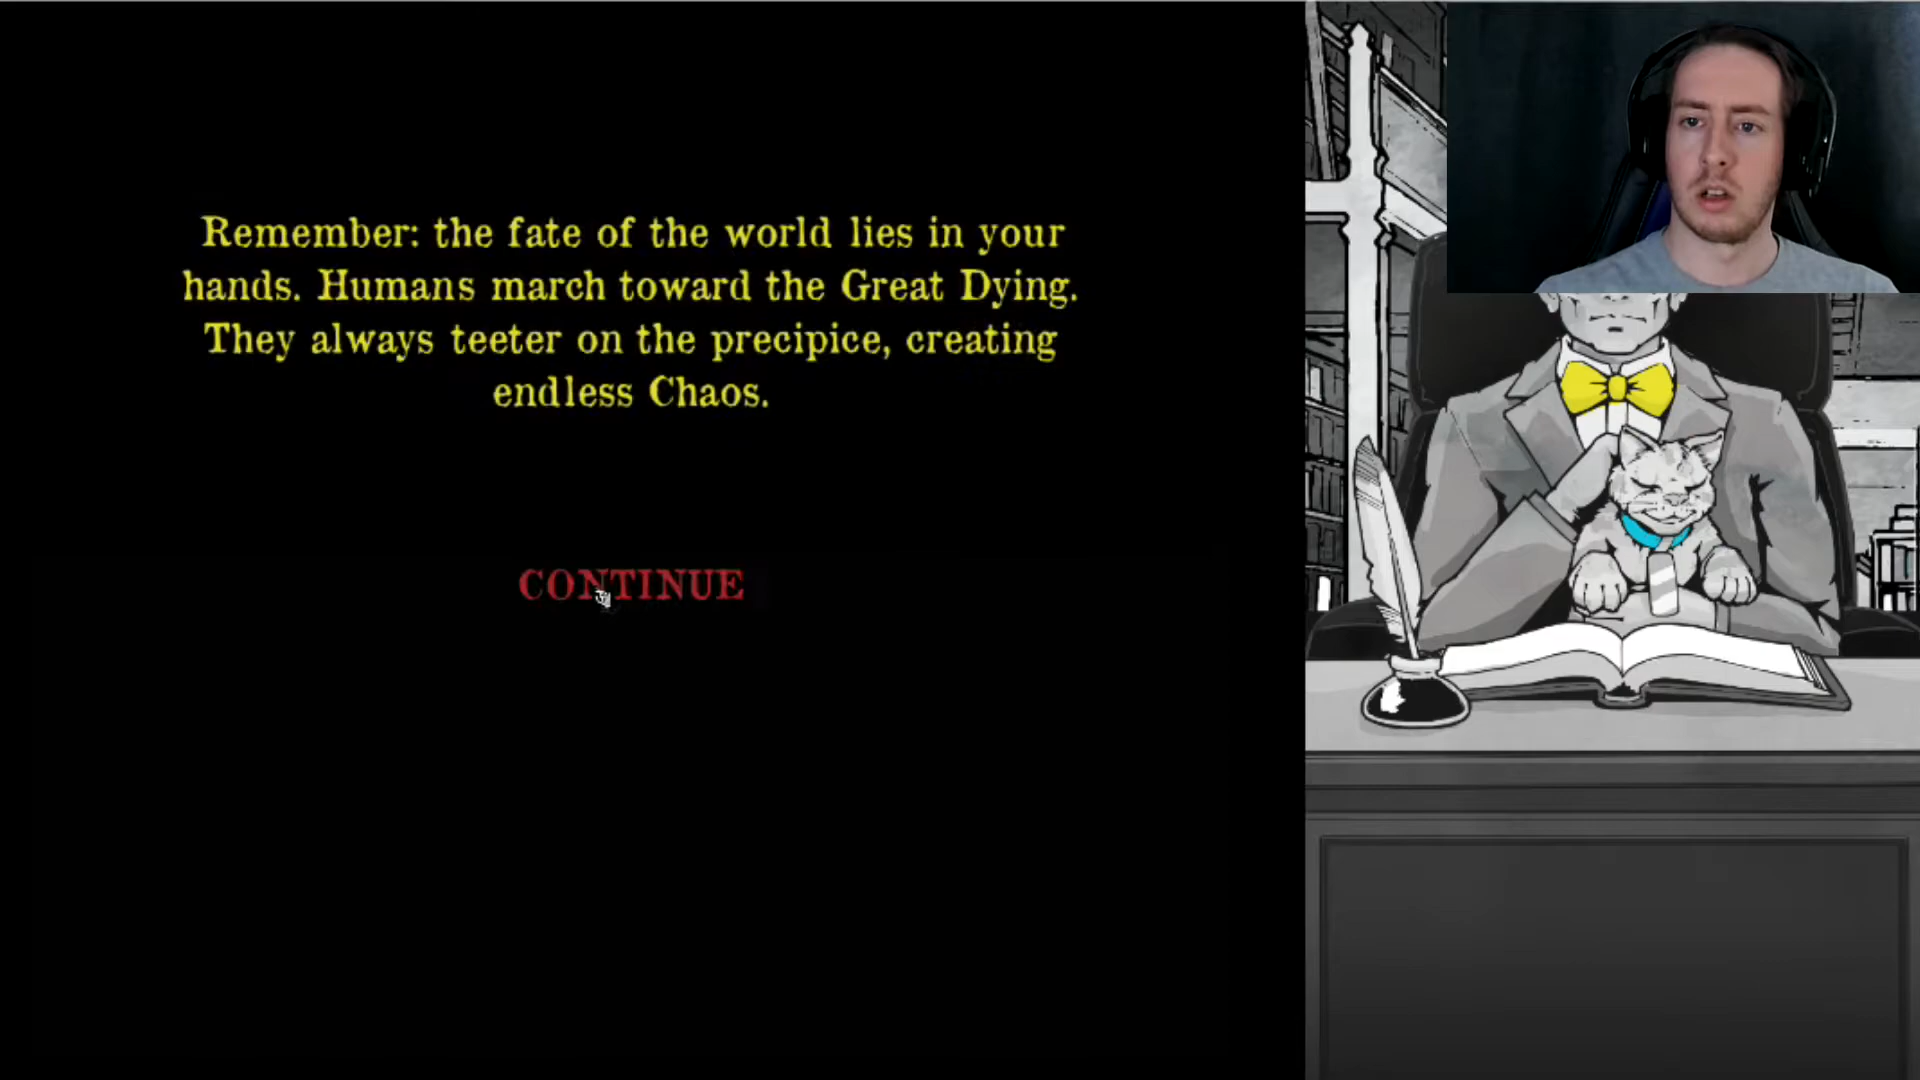 Remember: the fate of the world lies in your
hands. Humans march toward the Great Dying.
They always teeter on the precipice, creating
endless Chaos.
CONTINUE